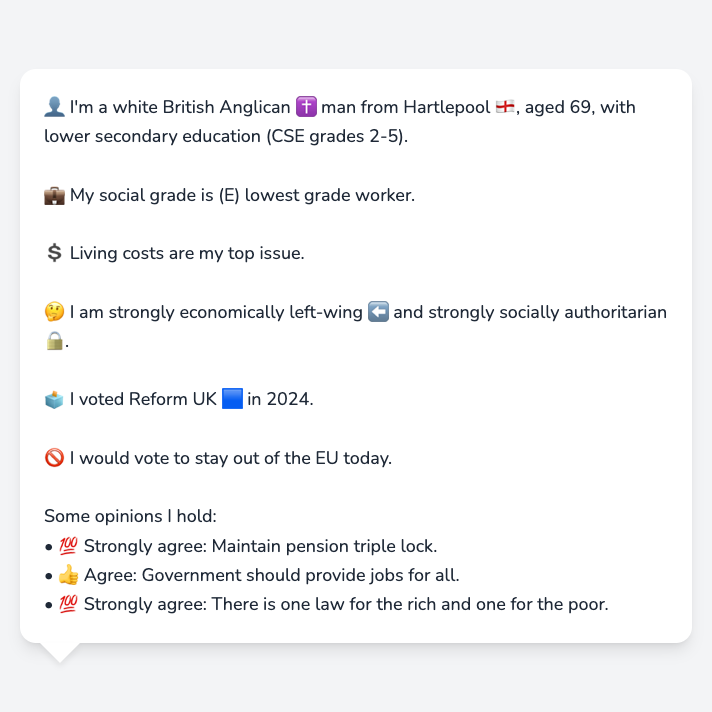 👤 I'm a white British Anglican ✝️ man from Hartlepool 🏴󠁧󠁢󠁥󠁮󠁧󠁿, aged 69, with
lower secondary education (CSE grades 2-5).
💼 My social grade is (E) lowest grade worker.
💲 Living costs are my top issue.
🤔 I am strongly economically left-wing ⬅️ and strongly socially authoritarian
🔒.
🗳️ I voted Reform UK 🟦 in 2024.
🚫 I would vote to stay out of the EU today.
Some opinions I hold:
• 💯 Strongly agree: Maintain pension triple lock.
• 👍 Agree: Government should provide jobs for all.
• 💯 Strongly agree: There is one law for the rich and one for the poor.